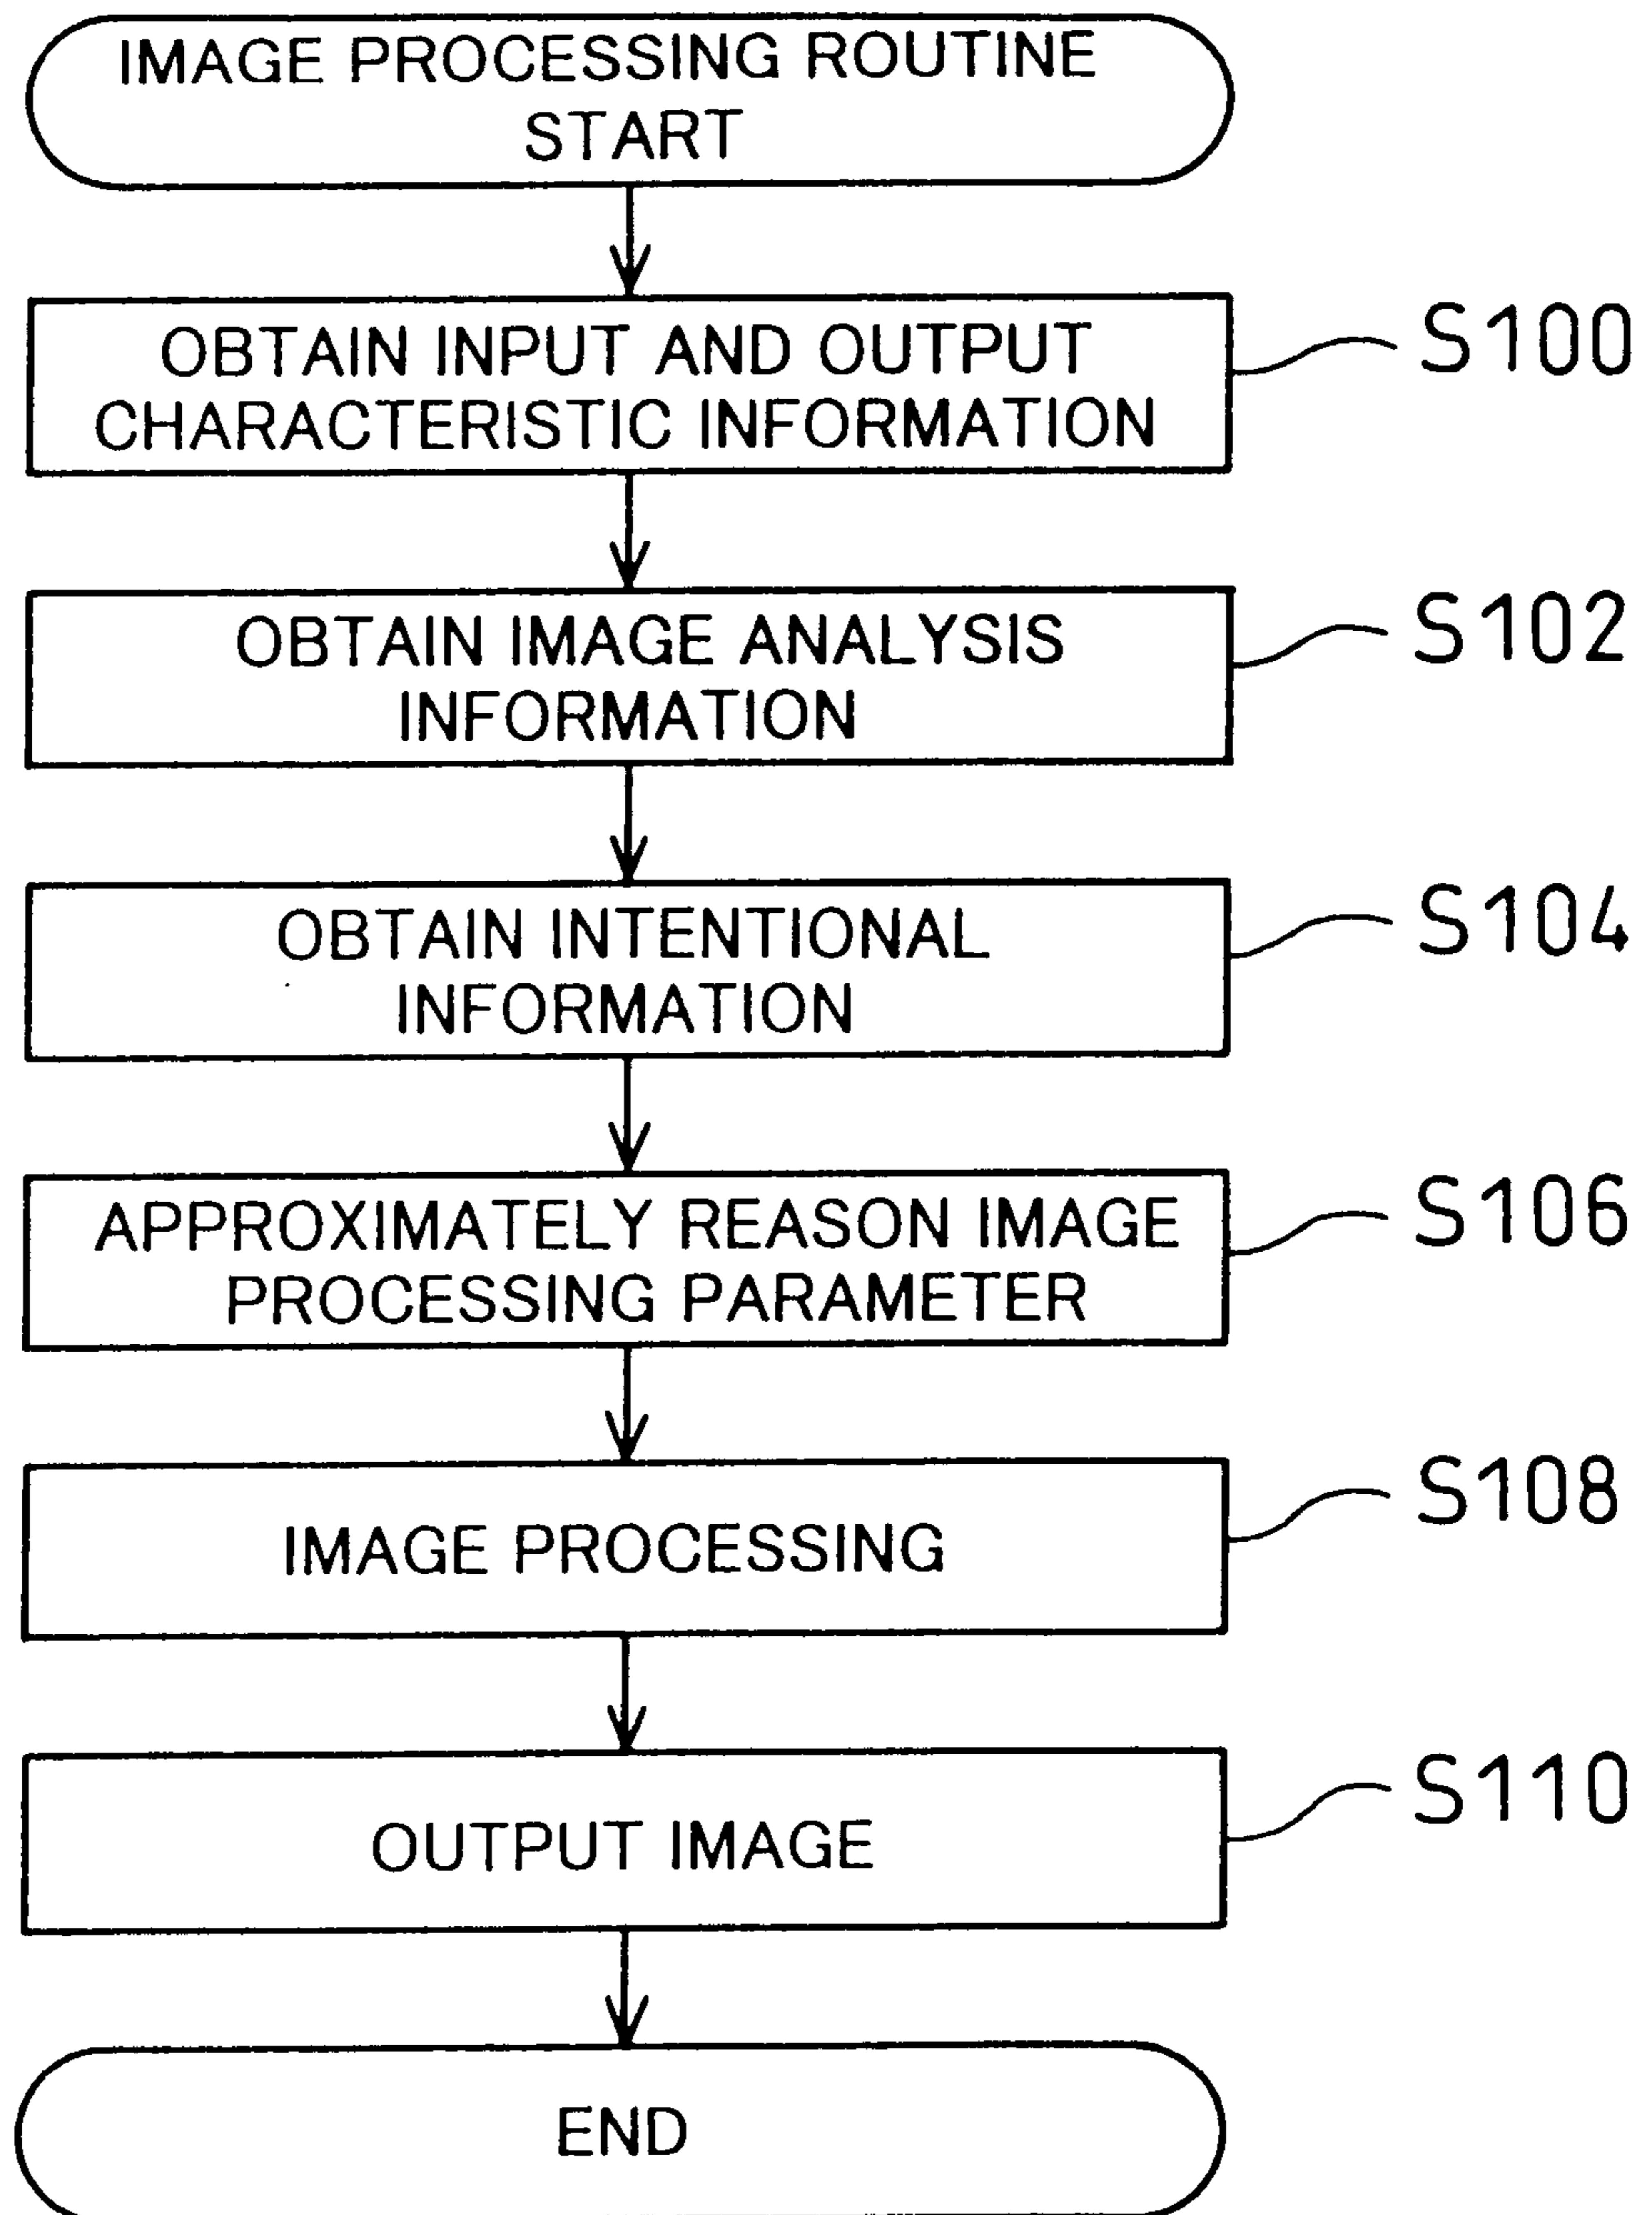 IMAGE PROCESSING ROUTINE
START
OBTAIN INPUT AND OUTPUT
CHARACTERISTIC INFORMATION
S100
OBTAIN IMAGE ANALYSIS
INFORMATION
S102
OBTAIN INTENTIONAL
INFORMATION
S104
APPROXIMATELY REASON IMAGE
PROCESSING PARAMETER
S106
IMAGE PROCESSING
S108
OUTPUT IMAGE
S110
END